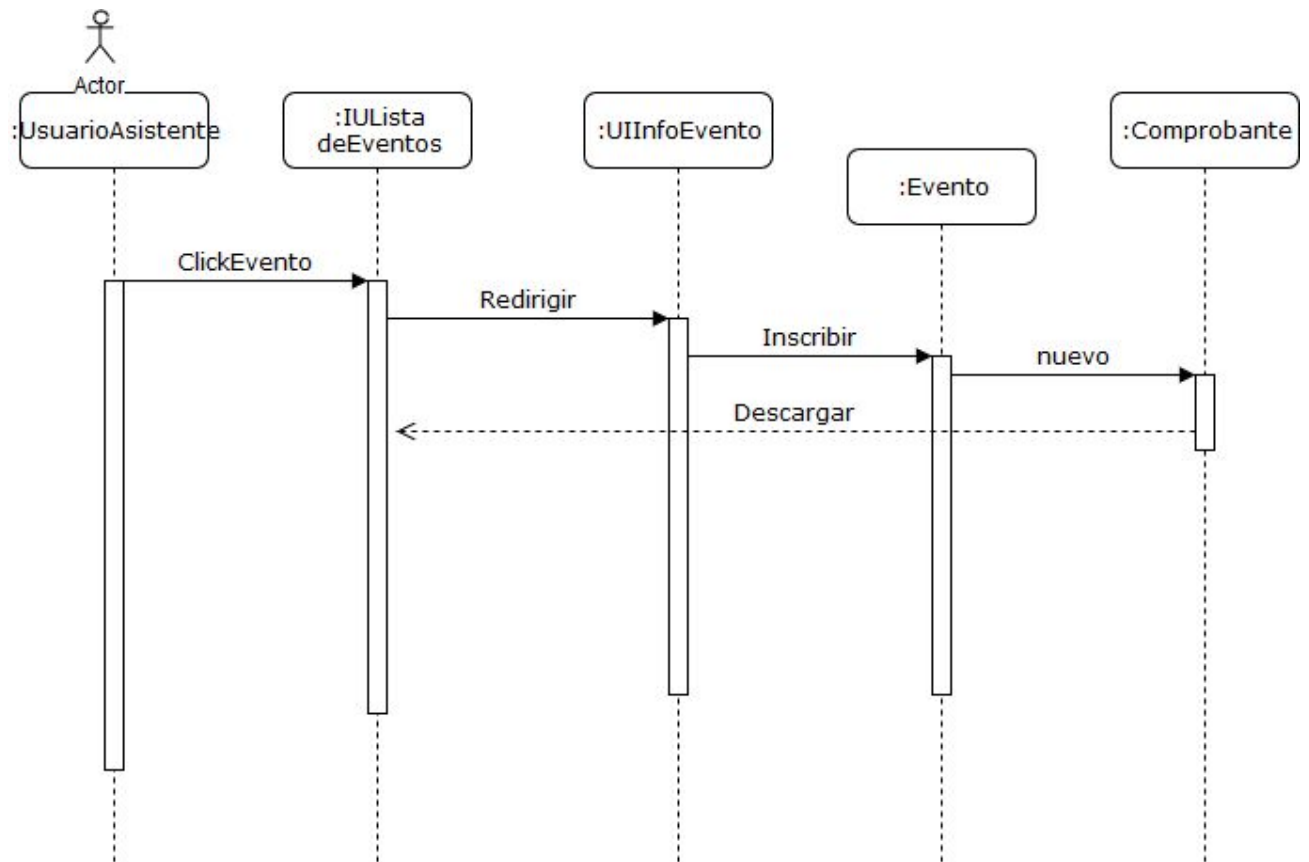 Actor
:UsuarioAsistente
:IULista
deEventos
:UIInfoEvento
:Evento
:Comprobante
ClickEvento
Redirigir
Inscribir
nuevo
Descargar